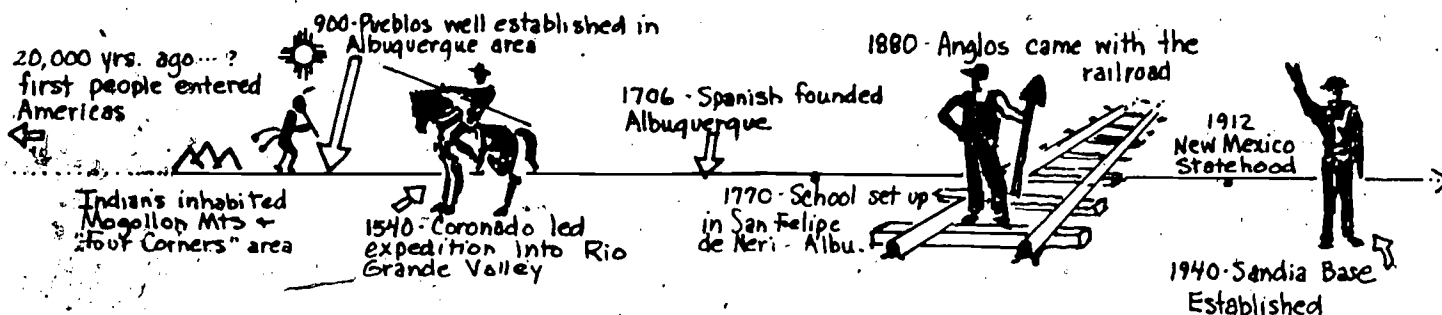 20,000 yrs. ago....?
first people entered
Americas
Indians inhabited
Mogollon Mts +
"Four Corners" area
900-Pueblos well established in
Albuquerque area
1540-Coronado led
expedition into Rio
Grande Valley
1706 - Spanish founded
Albuquerque
1770-School set up
in San Felipe
de Neri - Albu.
1880 - Anglos came with the
railroad
1912
New Mexico
Statehood
1940-Sandia Base
Established